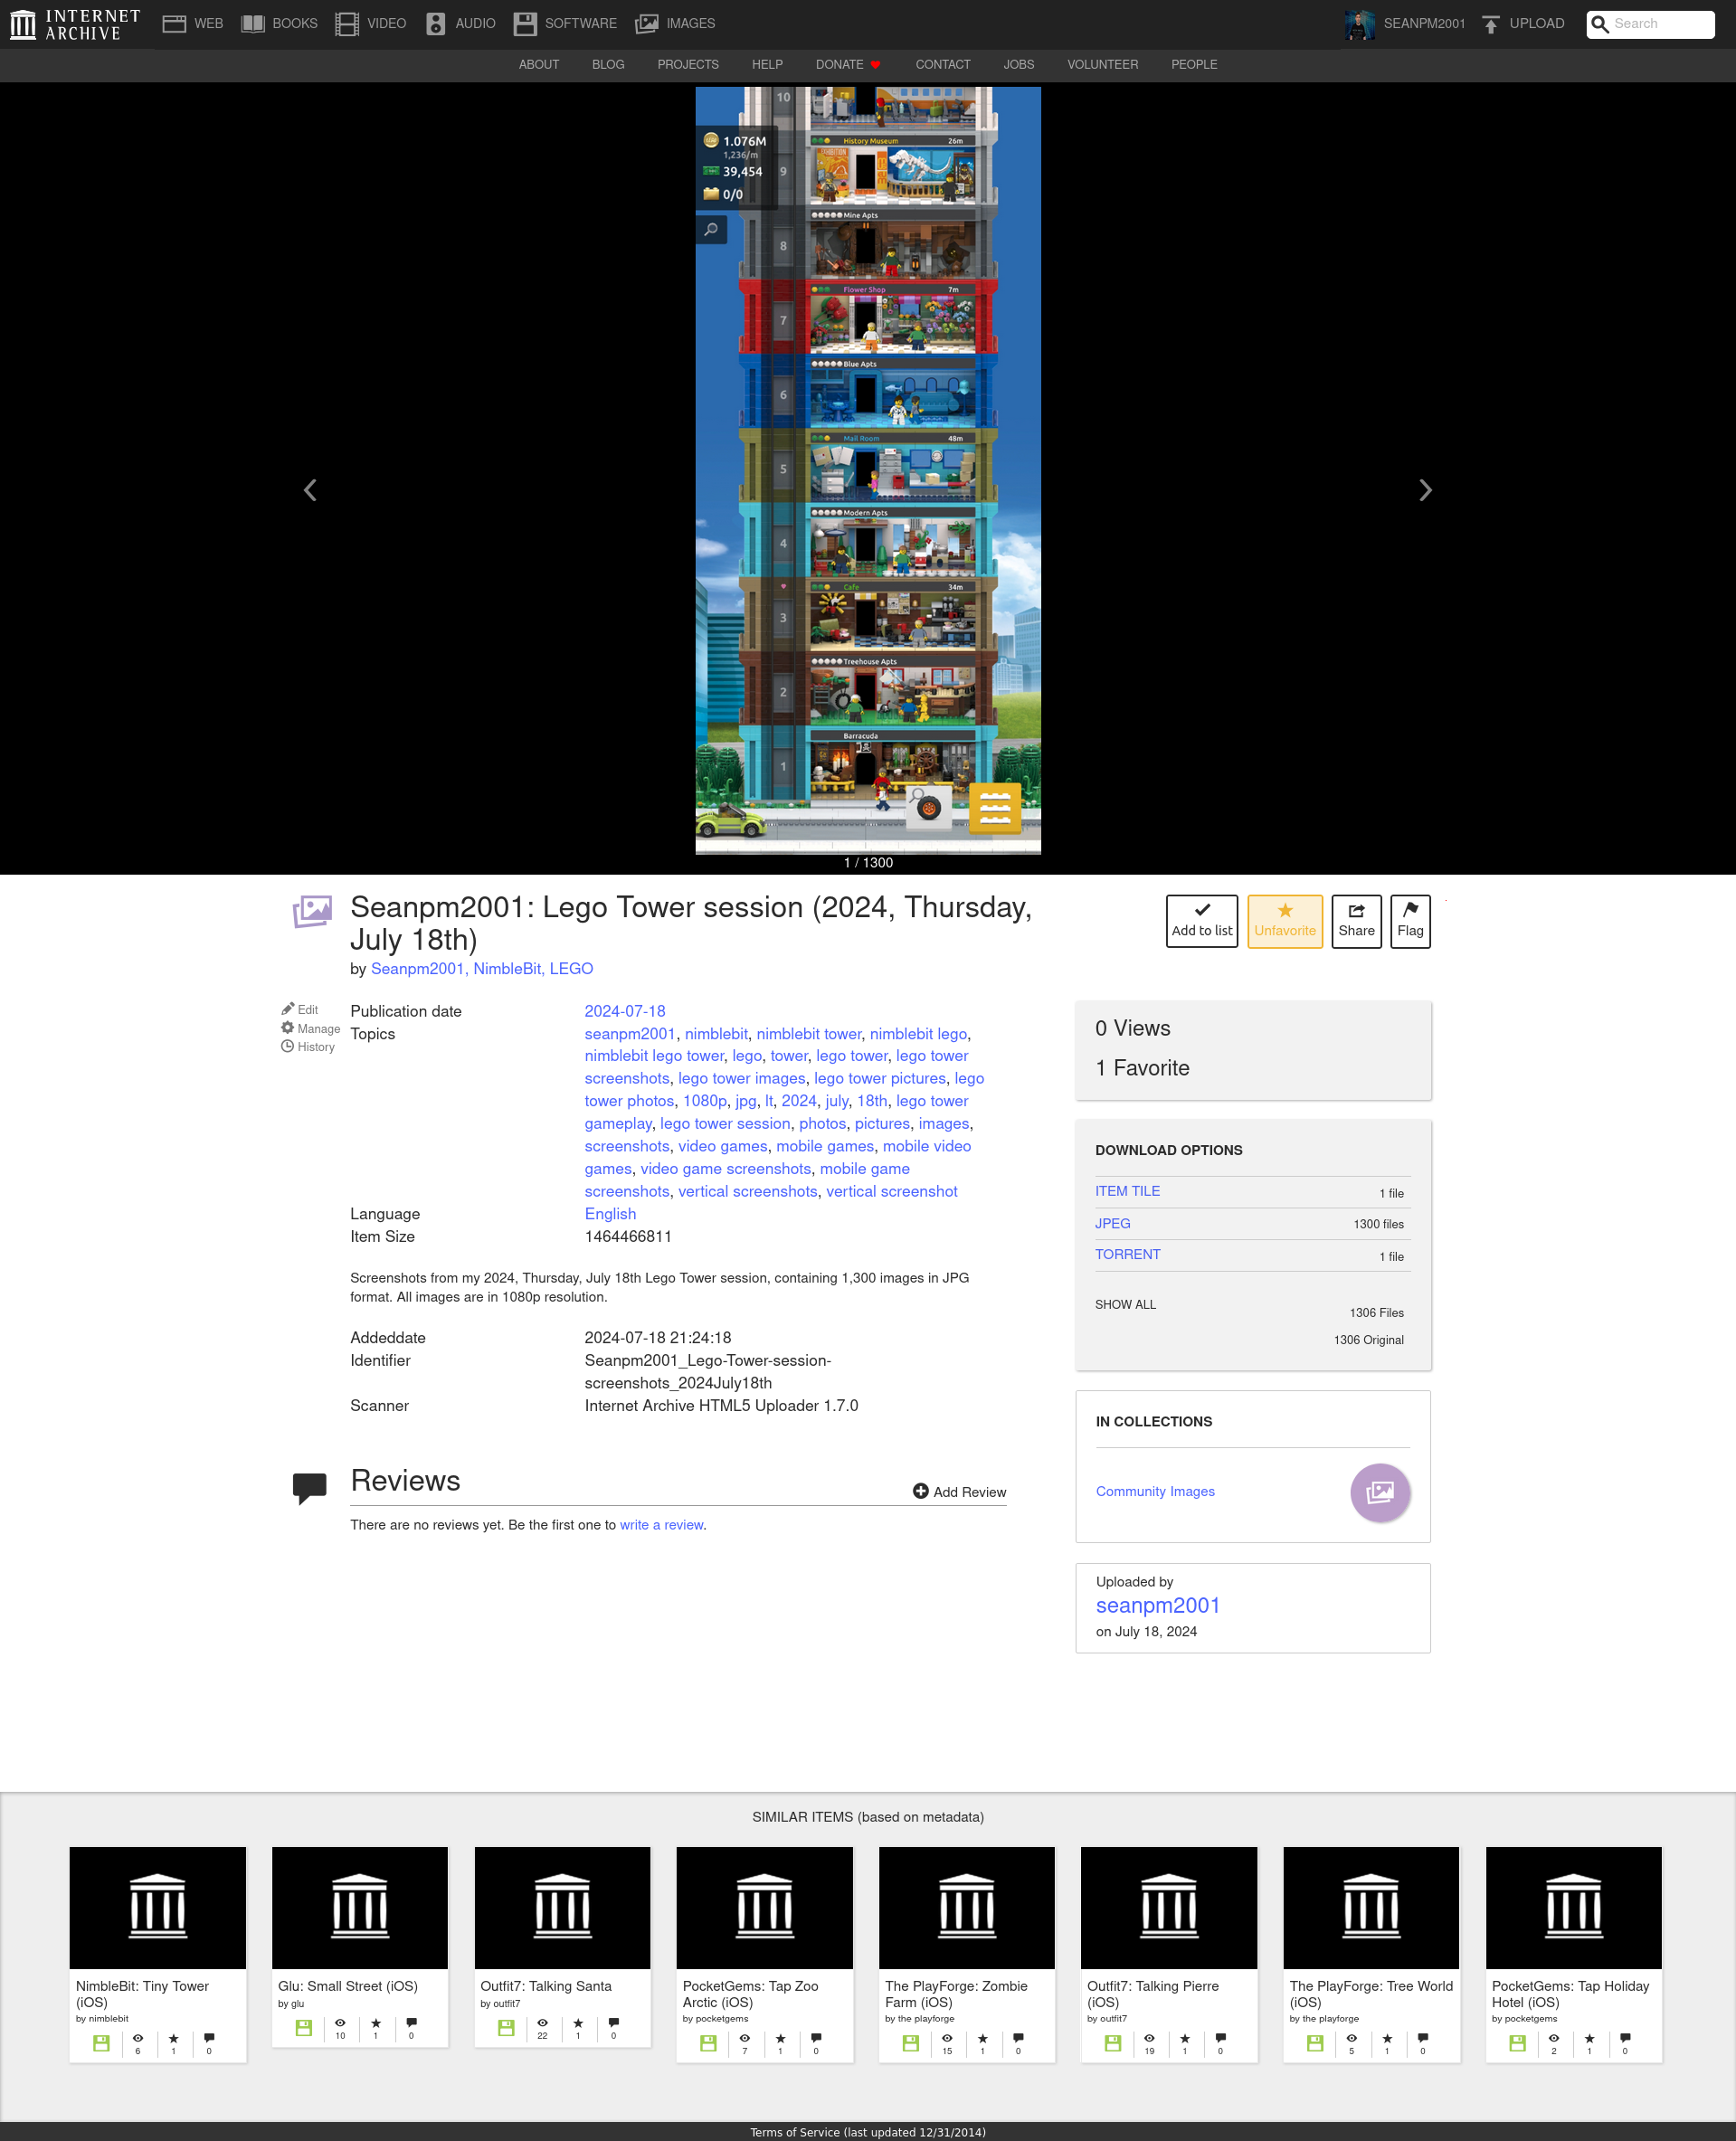 INTERNET ARCHIVE
WEB BOOKS VIDEO AUDIO SOFTWARE IMAGES SEANPM2001 UPLOAD Search
ABOUT BLOG PROJECTS HELP DONATE CONTACT JOBS VOLUNTEER PEOPLE
10
1.076M
1,236/m
39,454
0/0
History Museum 26m
9
Mine Apts
8
Flower Shop 7m
7
Blue Apts
6
Mail Room 48m
5
Modern Apts
4
Cafe 34m
3
Treehouse Apts
2
Barracuda
1
1 / 1300
Seanpm2001: Lego Tower session (2024, Thursday,
July 18th)
by Seanpm2001, NimbleBit, LEGO
Add to list Unfavorite Share Flag
Edit
Manage
History
Publication date 2024-07-18
Topics seanpm2001, nimblebit, nimblebit tower, nimblebit lego,
nimblebit lego tower, lego, tower, lego tower, lego tower
screenshots, lego tower images, lego tower pictures, lego
tower photos, 1080p, jpg, lt, 2024, july, 18th, lego tower
gameplay, lego tower session, photos, pictures, images,
screenshots, video games, mobile games, mobile video
games, video game screenshots, mobile game
screenshots, vertical screenshots, vertical screenshot
Language English
Item Size 1464466811
Screenshots from my 2024, Thursday, July 18th Lego Tower session, containing 1,300 images in JPG
format. All images are in 1080p resolution.
Addeddate 2024-07-18 21:24:18
Identifier Seanpm2001_Lego-Tower-session-
screenshots_2024July18th
Scanner Internet Archive HTML5 Uploader 1.7.0
Reviews
Add Review
There are no reviews yet. Be the first one to write a review.
0 Views
1 Favorite
DOWNLOAD OPTIONS
ITEM TILE 1 file
JPEG 1300 files
TORRENT 1 file
SHOW ALL 1306 Files
1306 Original
IN COLLECTIONS
Community Images
Uploaded by
seanpm2001
on July 18, 2024
SIMILAR ITEMS (based on metadata)
NimbleBit: Tiny Tower
(iOS)
by nimblebit
6 1 0
Glu: Small Street (iOS)
by glu
10 1 0
Outfit7: Talking Santa
by outfit7
22 1 0
PocketGems: Tap Zoo
Arctic (iOS)
by pocketgems
7 1 0
The PlayForge: Zombie
Farm (iOS)
by the playforge
15 1 0
Outfit7: Talking Pierre
(iOS)
by outfit7
19 1 0
The PlayForge: Tree World
(iOS)
by the playforge
5 1 0
PocketGems: Tap Holiday
Hotel (iOS)
by pocketgems
2 1 0
Terms of Service (last updated 12/31/2014)